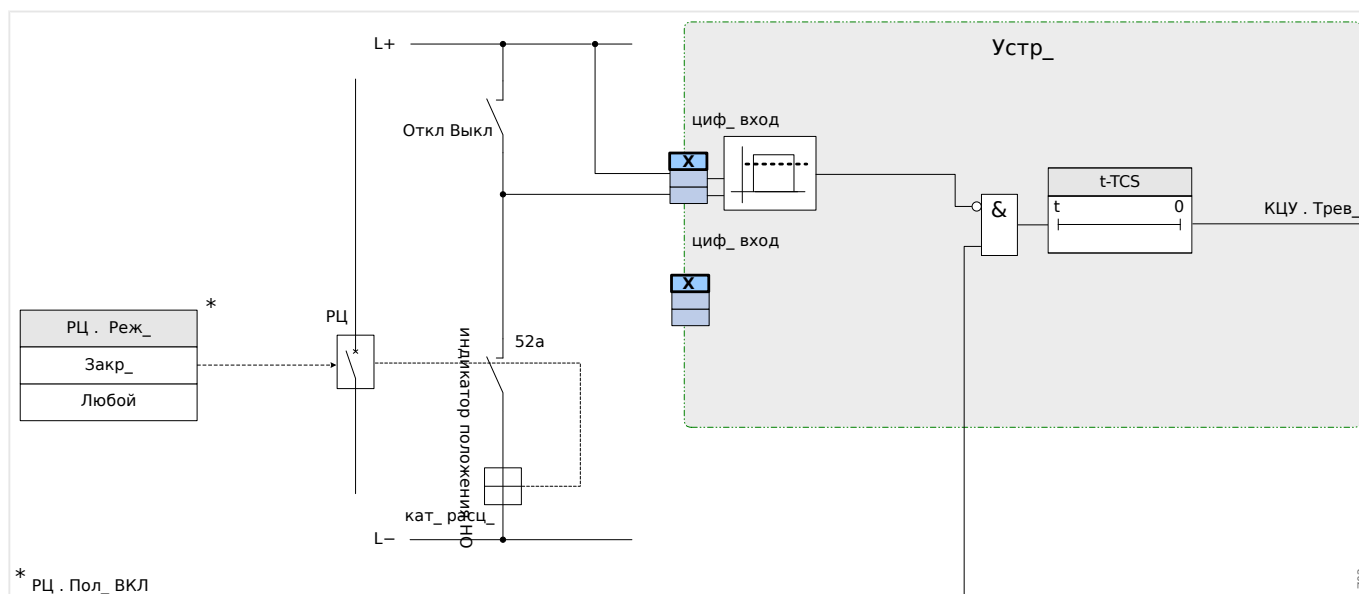 L+
Устр_
циф_ вход
Откл Выкл
X
t-TCS
&
t
0
КЦУ . Трев_
циф_ вход
X
*
РЦ . Реж_
РЦ
52a
Закр_
Любой
индикатор положения НО
кат_ расц_
L−
*
РЦ . Пол_ ВКЛ